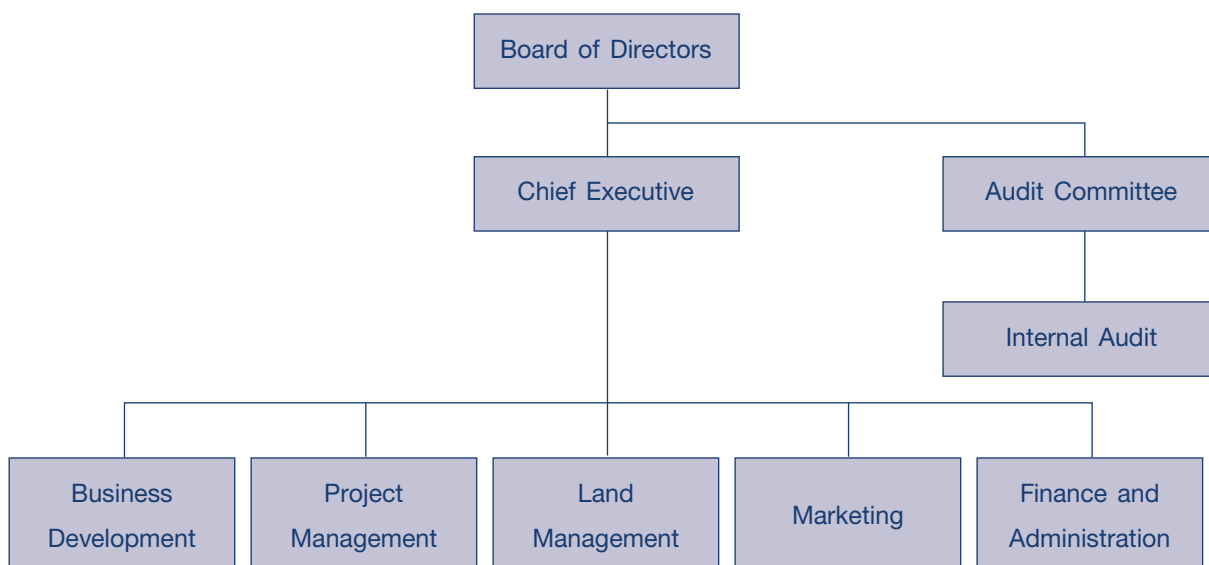 Board of Directors
Chief Executive
Audit Committee
Internal Audit
Business
Development
Project
Management
Land
Management
Marketing
Finance and
Administration